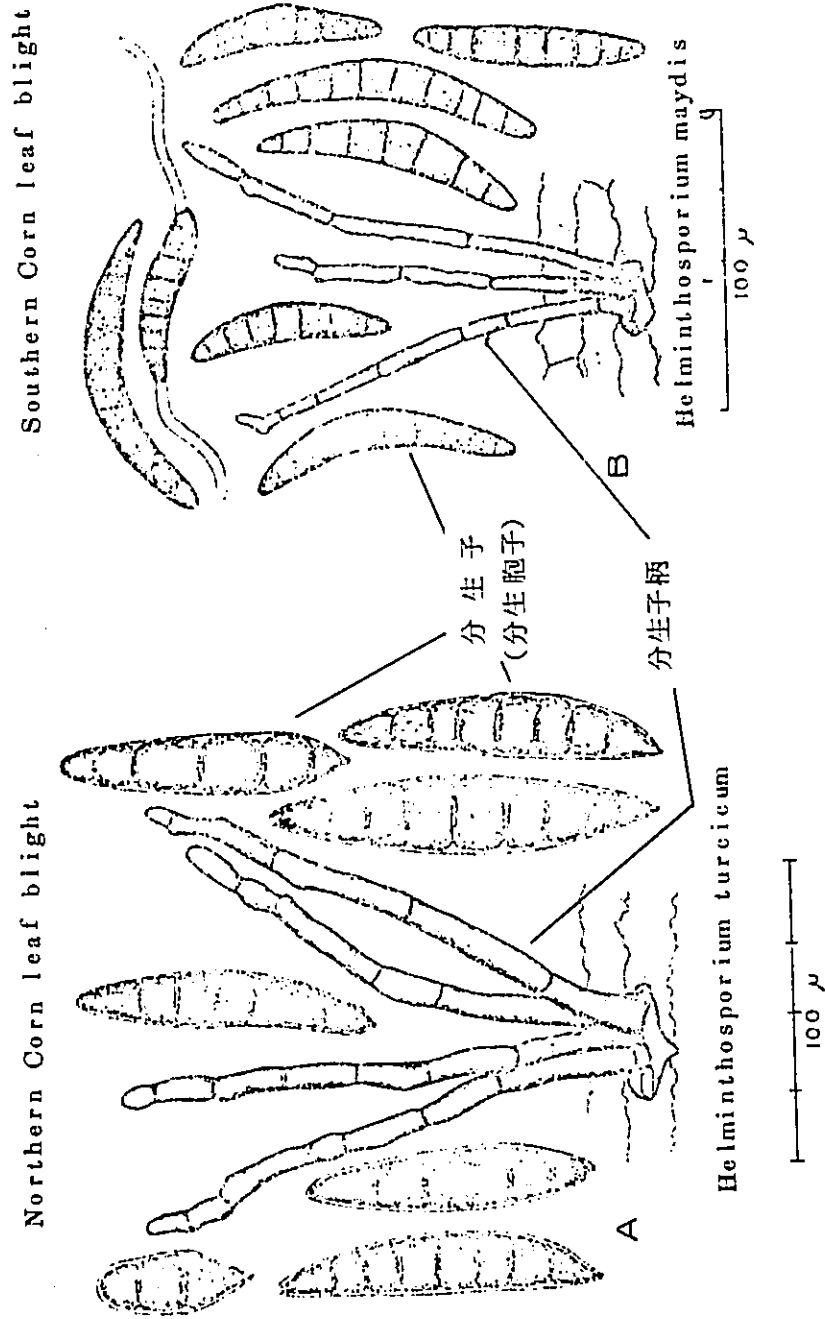 Northern Corn leaf blight
Southern Corn leaf blight
分生子
(分生胞子)
分生子柄
A
B
Helminthosporium turcicum
100 μ
Helminthosporium maydis
100 μ